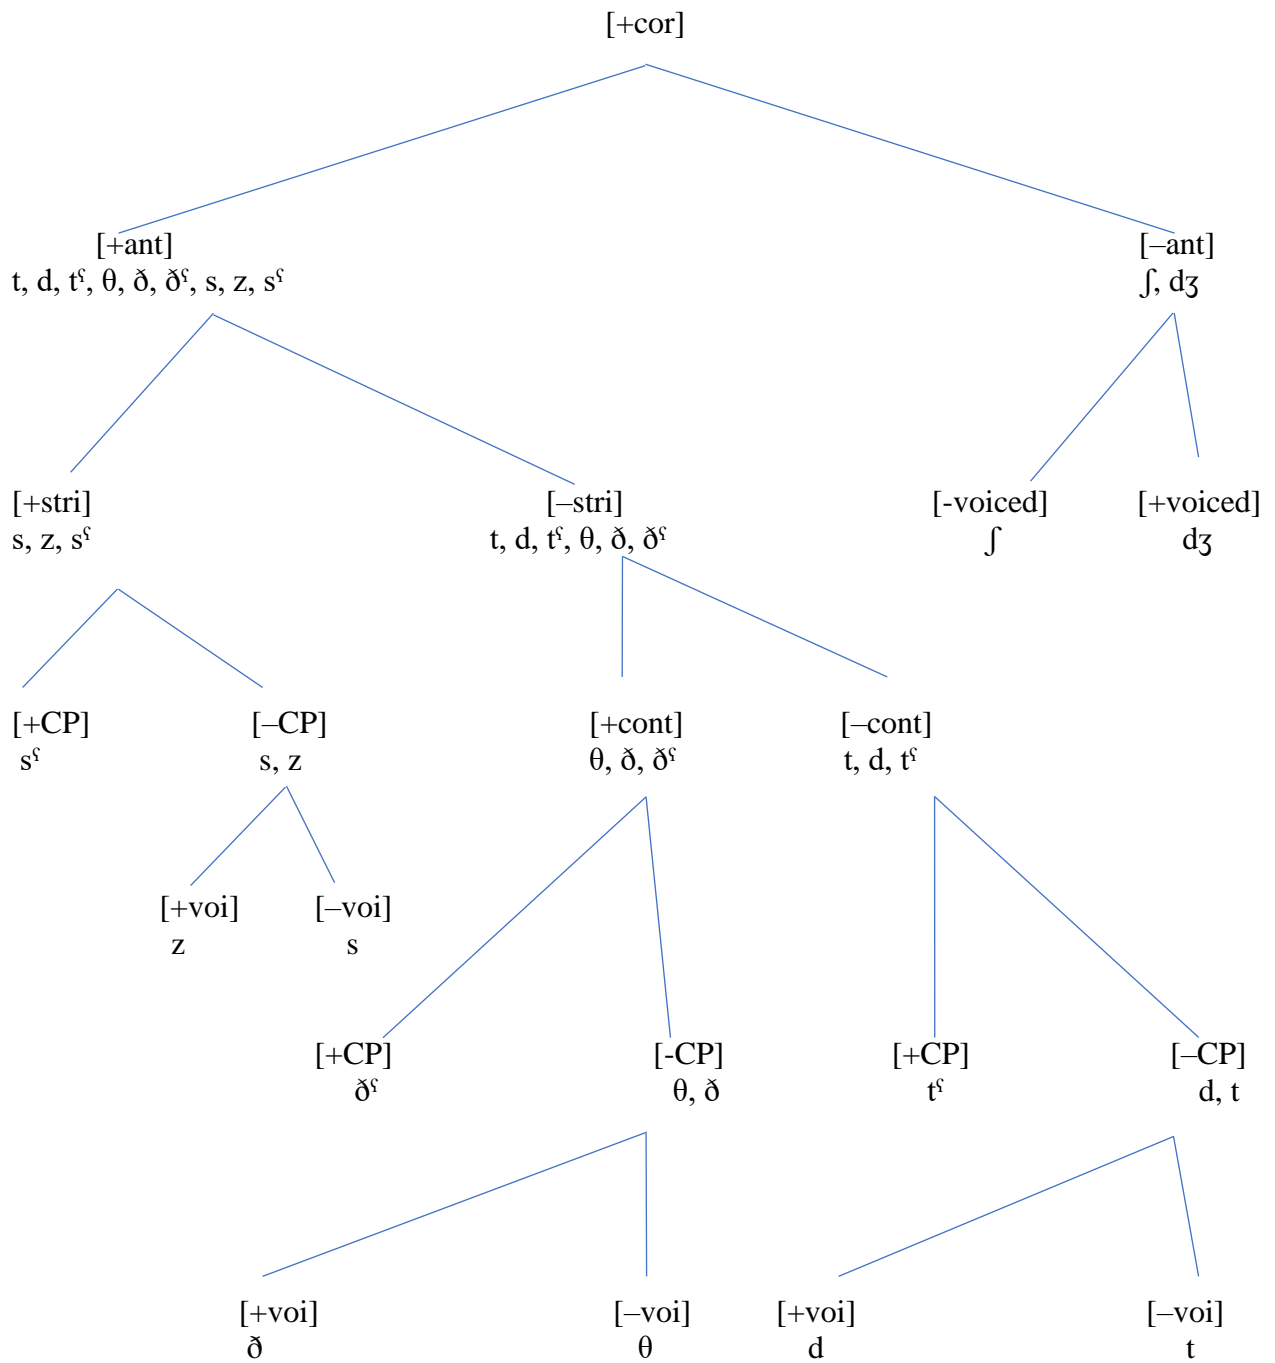 [+cor]
[+ant] [–ant]
t, d, tˤ, θ, ð, ðˤ, s, z, sˤ ʃ, dʒ
[+stri] [–stri] [-voiced] [+voiced]
s, z, sˤ t, d, tˤ, θ, ð, ðˤ ʃ dʒ
[+CP] [–CP] [+cont] [–cont]
sˤ s, z θ, ð, ðˤ t, d, tˤ
[+voi] [–voi]
z s
[+CP] [-CP] [+CP] [–CP]
ðˤ θ, ð tˤ d, t
[+voi] [–voi] [+voi] [–voi]
ð θ d t